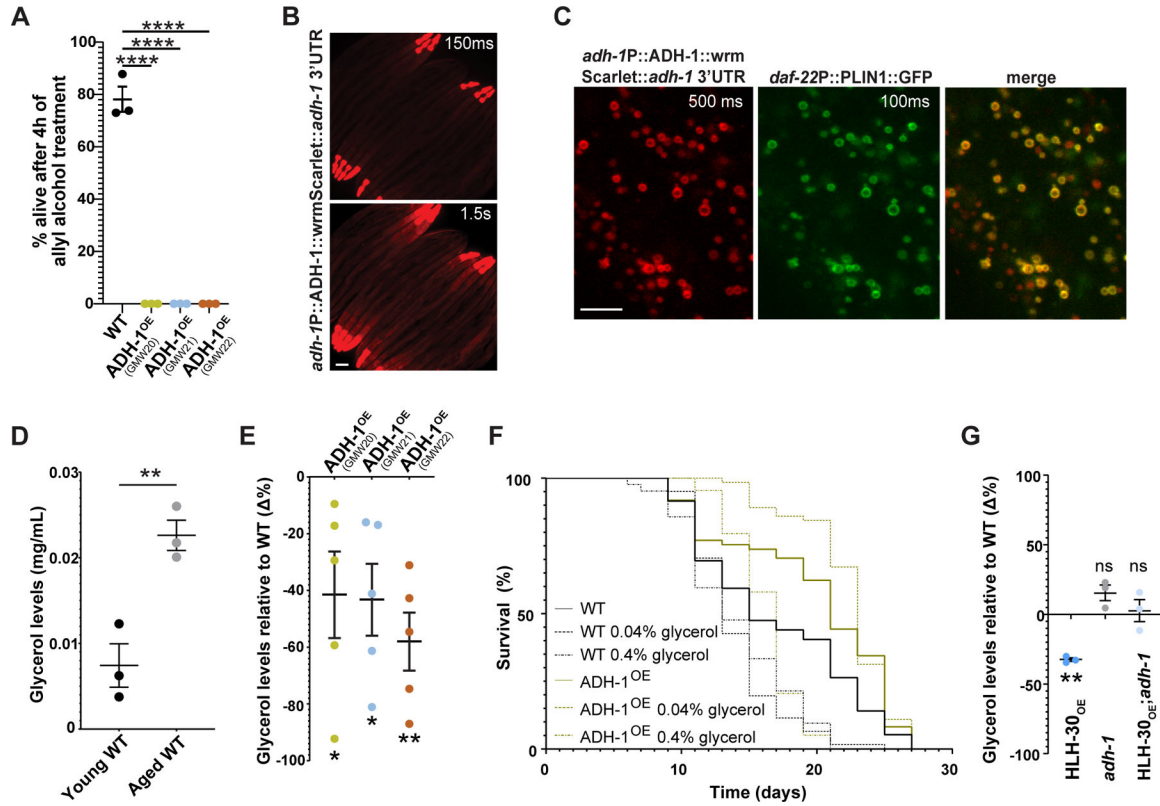 A
****
****
****
% alive after 4h of
allyl alcohol treatment
100
80
60
40
20
0
WT
ADH-1OE
(GMW20)
ADH-1OE
(GMW21)
ADH-1OE
(GMW22)
B
adh-1P::ADH-1::wrmScarlet::adh-1 3'UTR
150ms
1.5s
C
adh-1P::ADH-1::wrm
Scarlet::adh-1 3'UTR
daf-22P::PLIN1::GFP
merge
500 ms
100ms
D
Glycerol levels (mg/mL)
0.03
0.02
0.01
0.00
**
Young WT
Aged WT
E
ADH-1OE
(GMW20)
ADH-1OE
(GMW21)
ADH-1OE
(GMW22)
Glycerol levels relative to WT (Δ%)
0
-20
-40
-60
-80
-100
*
*
**
F
Survival (%)
100
50
0
WT
WT 0.04% glycerol
WT 0.4% glycerol
ADH-1OE
ADH-1OE 0.04% glycerol
ADH-1OE 0.4% glycerol
0
10
20
30
Time (days)
G
Glycerol levels relative to WT (Δ%)
100
50
0
-50
-100
**
ns
ns
HLH-30OE
adh-1
HLH-30OE;adh-1